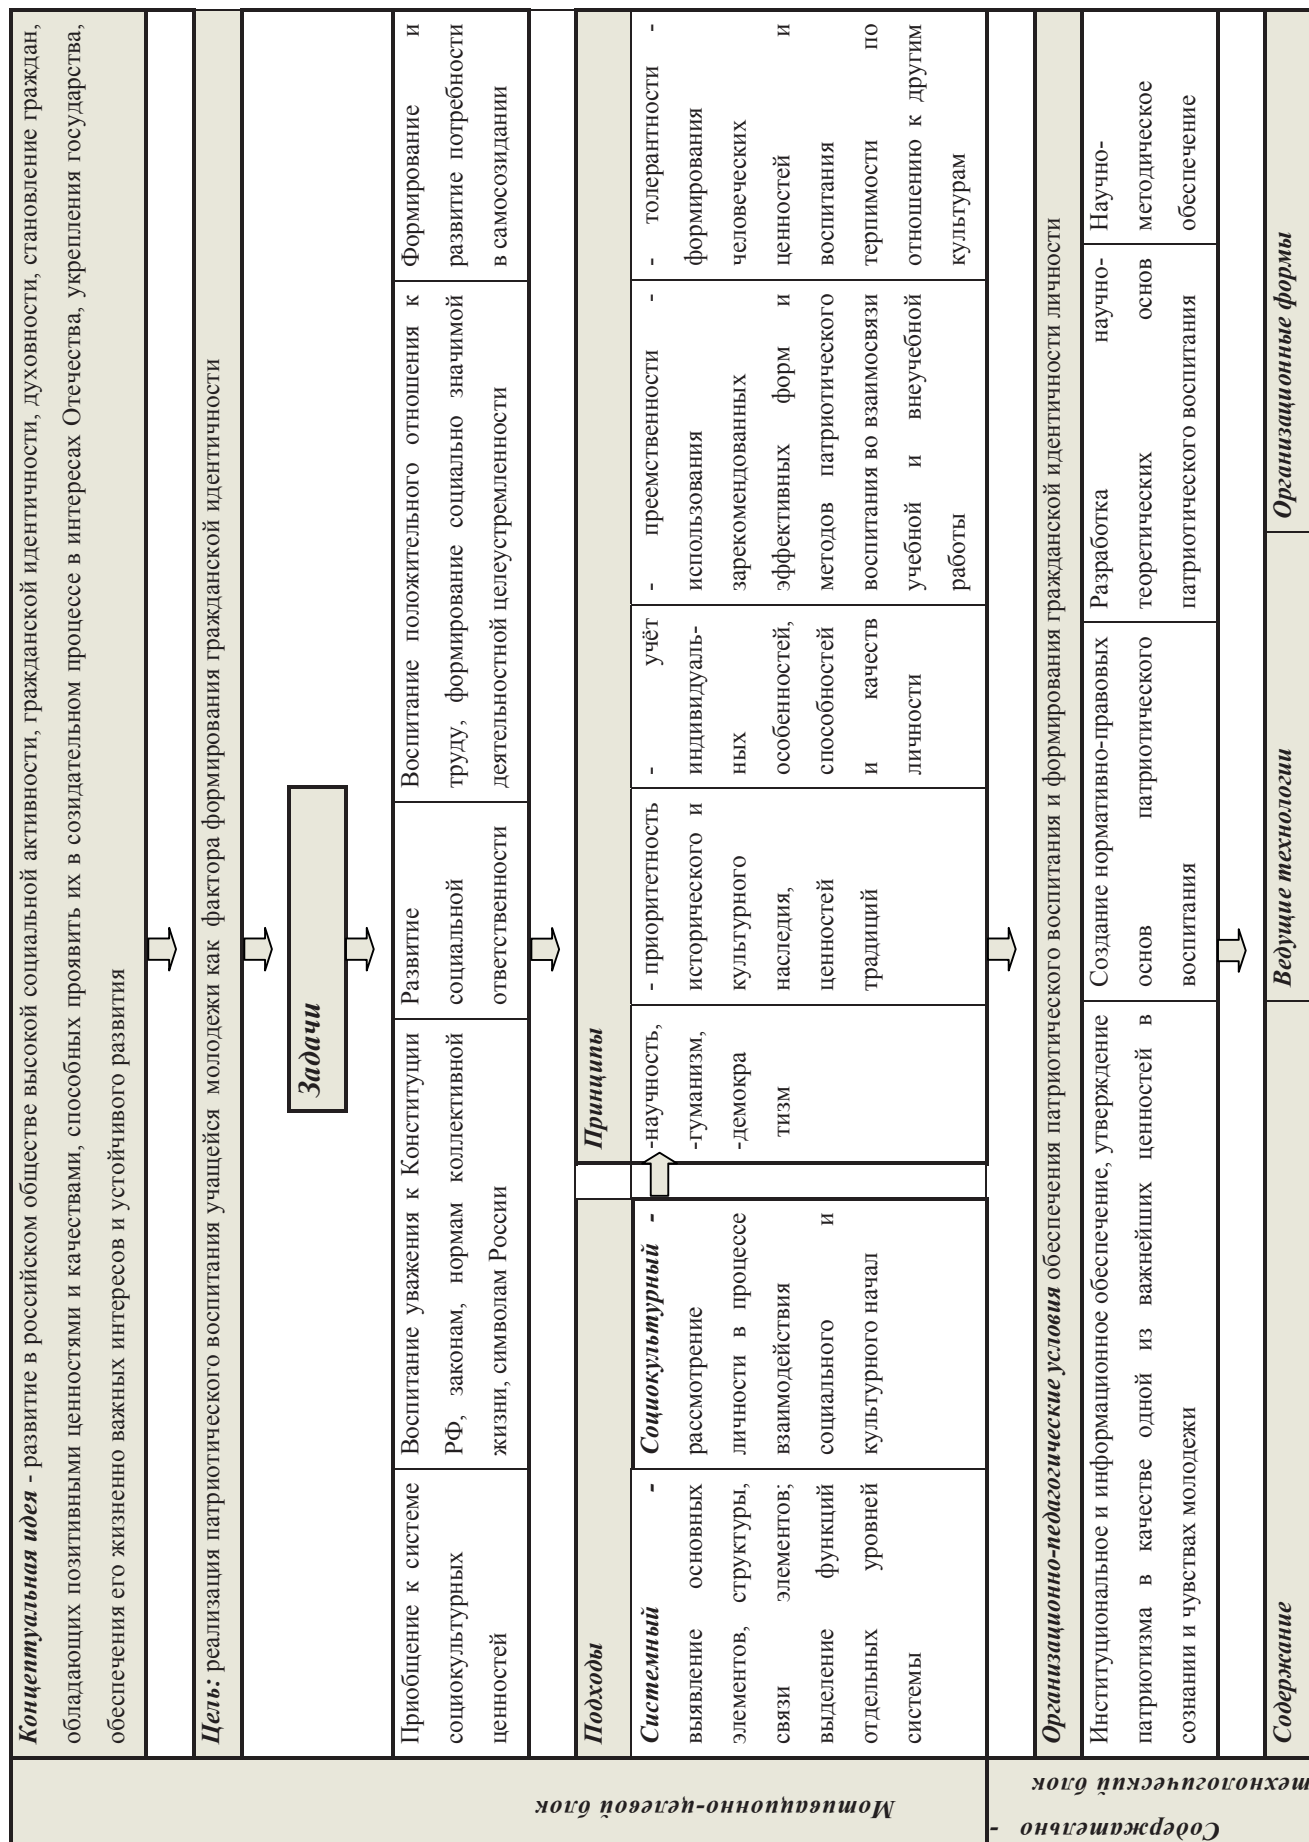 Мотивационно-целевой блок
Концептуальная идея - развитие в российском обществе высокой социальной активности, гражданской идентичности, духовности, становление граждан,
обладающих позитивными ценностями и качествами, способных проявить их в созидательном процессе в интересах Отечества, укрепления государства,
обеспечения его жизненно важных интересов и устойчивого развития
Цель: реализация патриотического воспитания учащейся молодежи как фактора формирования гражданской идентичности
Задачи
Приобщение к системе
социокультурных
ценностей
Воспитание уважения к Конституции
РФ, законам, нормам коллективной
жизни, символам России
Развитие
социальной
ответственности
Воспитание положительного отношения к
труду, формирование социально значимой
деятельностной целеустремленности
Формирование и
развитие потребности
в самосозидании
Подходы
Системный -
выявление основных
элементов, структуры,
связи элементов;
выделение функций
отдельных уровней
системы
Социокультурный -
рассмотрение
личности в процессе
взаимодействия
социального и
культурного начал
Принципы
-научность,
-гуманизм,
-демокра
тизм
- приоритетность
исторического и
культурного
наследия,
ценностей
традиций
- учёт
индивидуаль-
ных
особенностей,
способностей
и качеств
личности
- преемственности -
использования
зарекомендованных
эффективных форм и
методов патриотического
воспитания во взаимосвязи
учебной и внеучебной
работы
- толерантности -
формирования
человеческих
ценностей и
воспитания
терпимости по
отношению к другим
культурам
Содержательно -
технологический блок
Организационно-педагогические условия обеспечения патриотического воспитания и формирования гражданской идентичности личности
Институциональное и информационное обеспечение, утверждение
патриотизма в качестве одной из важнейших ценностей в
сознании и чувствах молодежи
Создание нормативно-правовых
основ патриотического
воспитания
Разработка научно-
теоретических основ
патриотического воспитания
Научно-
методическое
обеспечение
Содержание
Ведущие технологии
Организационные формы